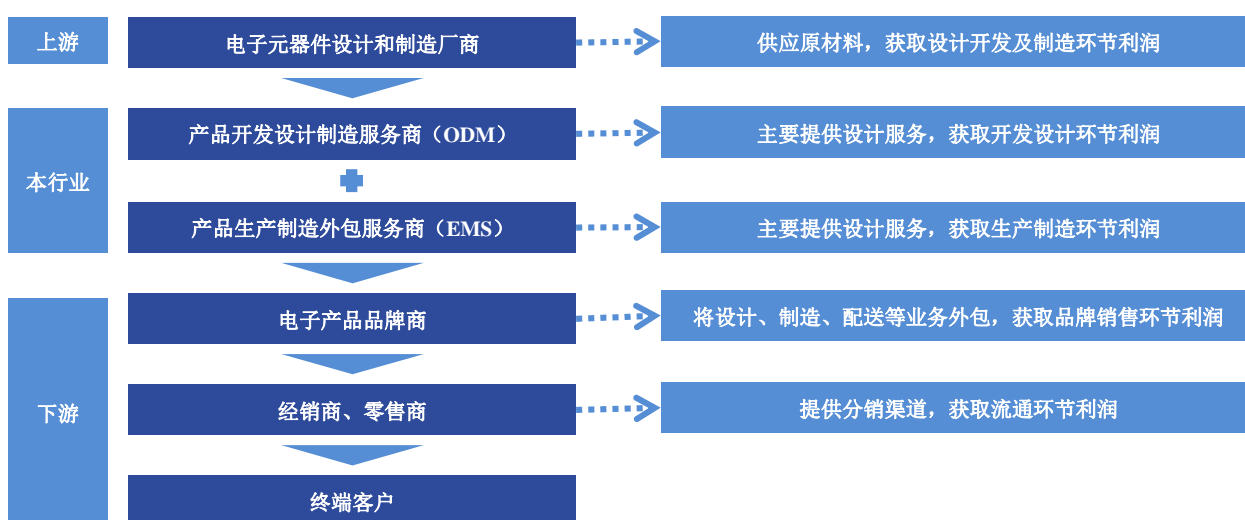 上游
电子元器件设计和制造厂商
供应原材料，获取设计开发及制造环节利润
本行业
产品开发设计制造服务商（ODM）
主要提供设计服务，获取开发设计环节利润
产品生产制造外包服务商（EMS）
主要提供设计服务，获取生产制造环节利润
下游
电子产品品牌商
将设计、制造、配送等业务外包，获取品牌销售环节利润
经销商、零售商
提供分销渠道，获取流通环节利润
终端客户